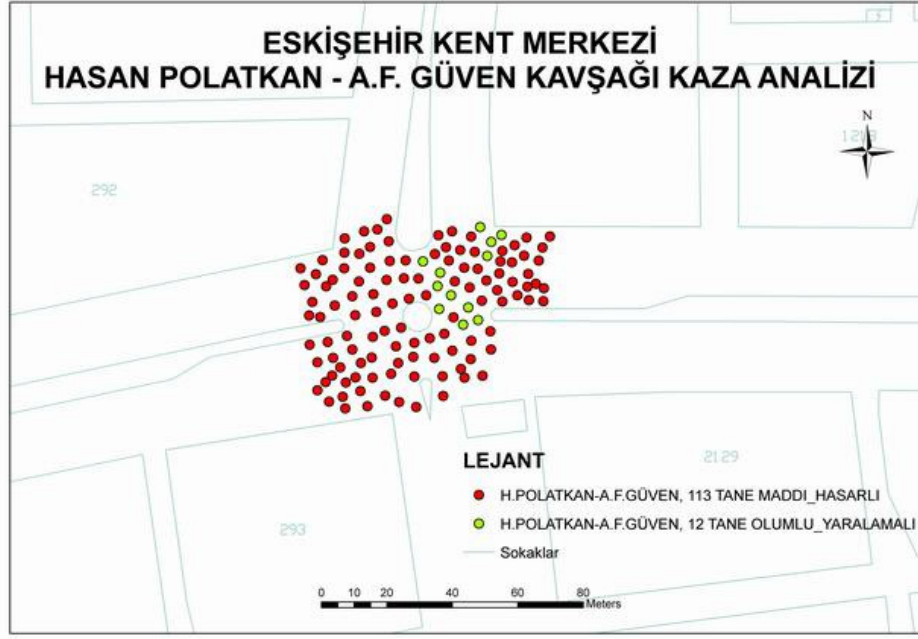 ESKİŞEHİR KENT MERKEZİ
HASAN POLATKAN - A.F. GÜVEN KAVŞAĞI KAZA ANALİZİ
N
292
LEJANT
2129
H.POLATKAN-A.F.GÜVEN, 113 TANE MADDI_HASARLI
H.POLATKAN-A.F.GÜVEN, 12 TANE OLUMLU_YARALAMALI
293
Sokaklar
0 10 20 40 60 80
Meters